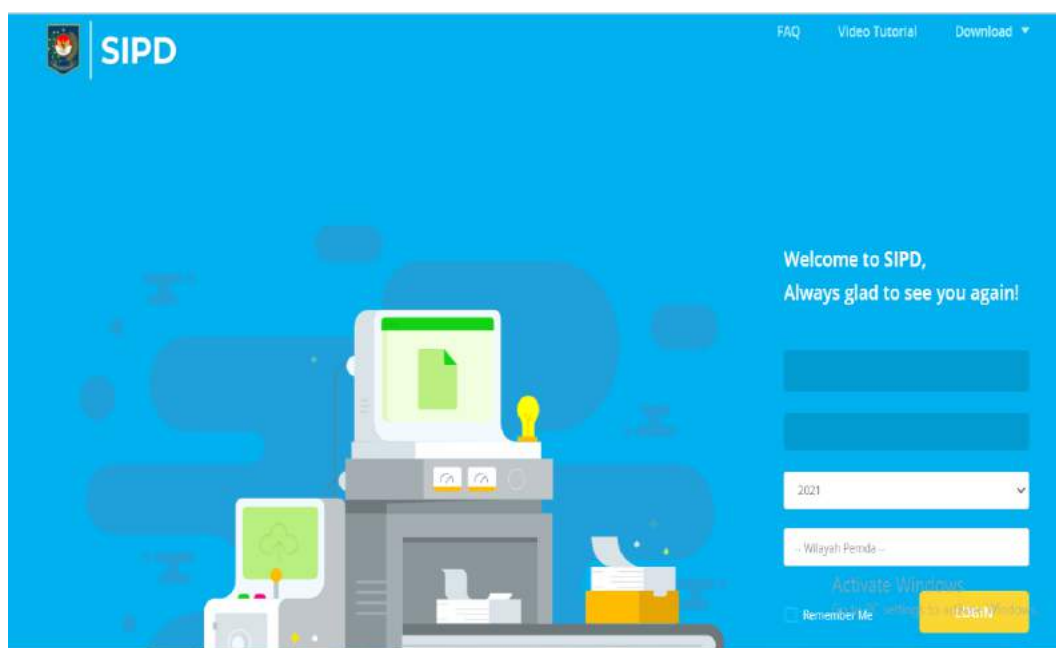 SIPD
FAQ Video Tutorial Download
Welcome to SIPD,
Always glad to see you again!
2021
-- Wilayah Pemda --
Activate Windows
Remember Me
LOGIN